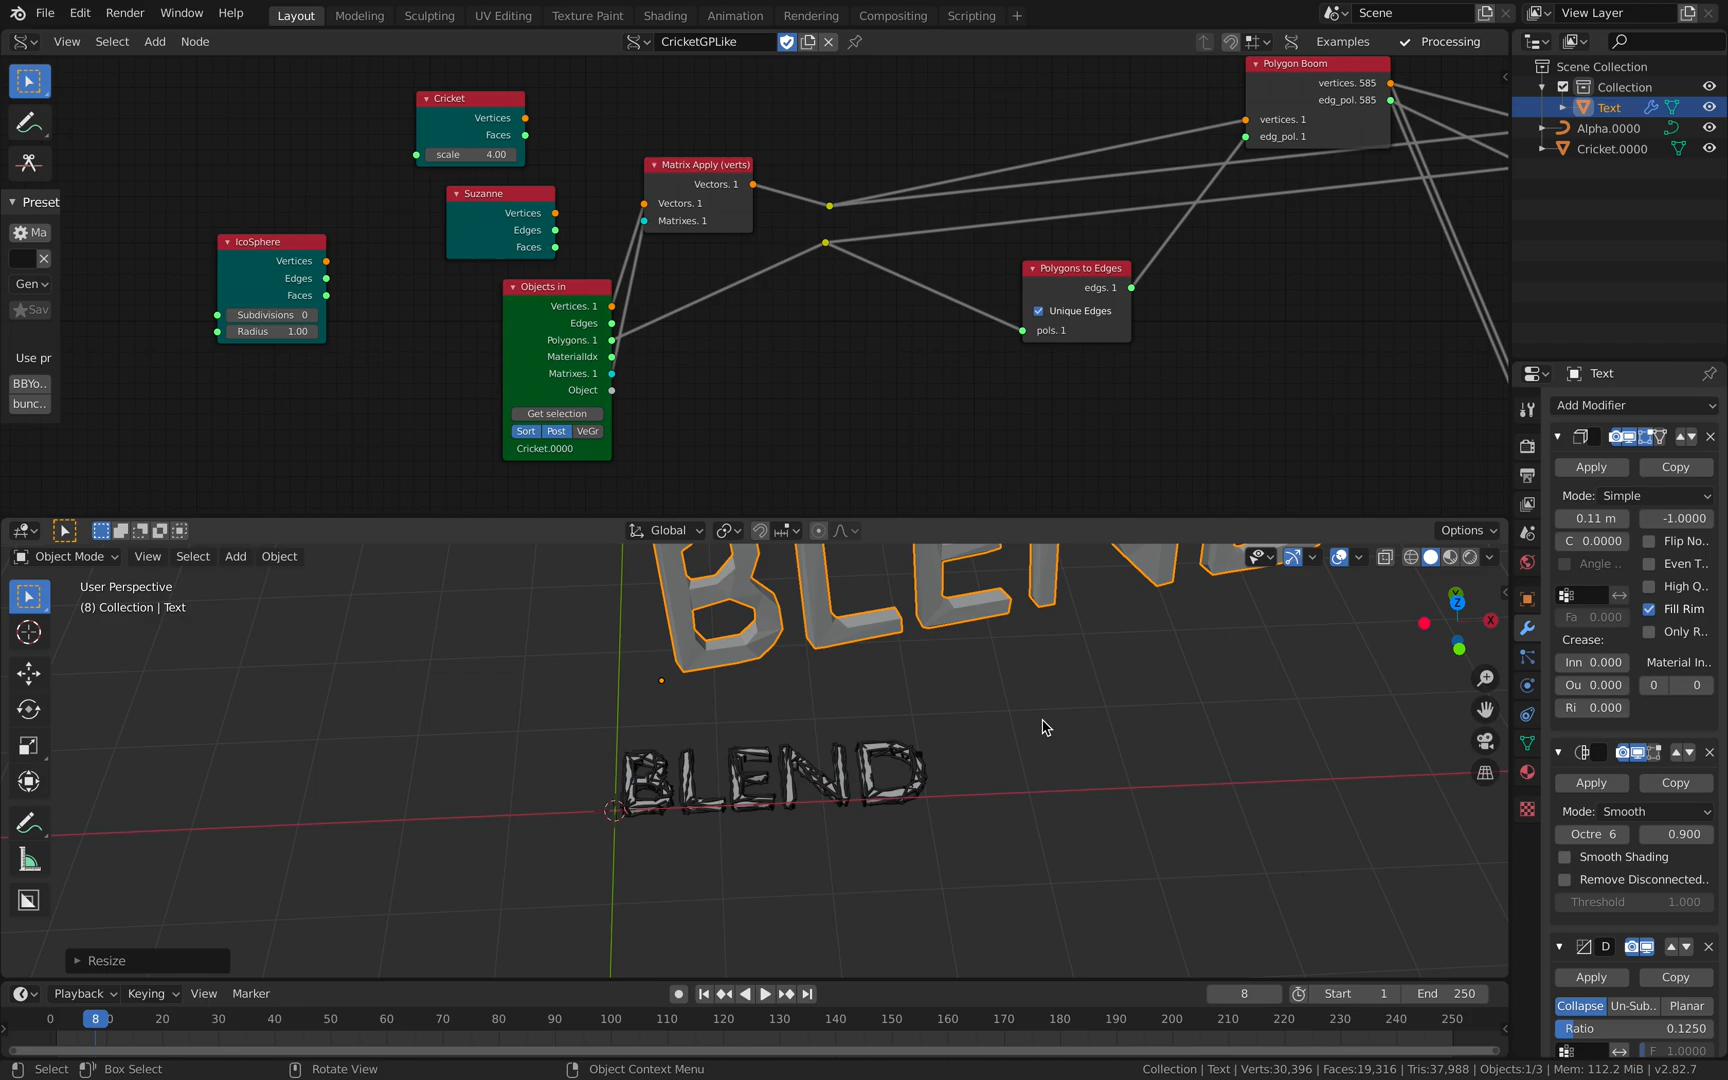 File Edit Render Window Help Layout Modeling Sculpting UV Editing Texture Paint Shading Animation Rendering Compositing Scripting + Scene View Layer
View Select Add Node CricketGPLike Examples Processing
Scene Collection
Collection
Text
Alpha.0000
Cricket.0000
Preset
Ma
Gen
Sav
Use pr
BBYo..
bunc..
Cricket
Vertices
Faces
scale 4.00
Suzanne
Vertices
Edges
Faces
IcoSphere
Vertices
Edges
Faces
Subdivisions 0
Radius 1.00
Objects in
Vertices. 1
Edges
Polygons. 1
MaterialIdx
Matrixes. 1
Object
Get selection
Sort Post VeGr
Cricket.0000
Matrix Apply (verts)
Vectors. 1
Vectors. 1
Matrixes. 1
Polygons to Edges
edgs. 1
Unique Edges
pols. 1
Polygon Boom
vertices. 585
edg_pol. 585
vertices. 1
edg_pol. 1
Global Options
Object Mode View Select Add Object
User Perspective
(8) Collection | Text
BLEND
Z
X
Y
Resize
Text
Add Modifier
Apply Copy
Mode: Simple
0.11 m -1.0000
C 0.0000 Flip No..
Angle .. Even T..
High Q..
Fill Rim
Fa 0.000
Only R..
Crease:
Inn 0.000 Material In..
Ou 0.000 0 0
Ri 0.000
Apply Copy
Mode: Smooth
Octre 6 0.900
Smooth Shading
Remove Disconnected..
Threshold 1.000
D
Apply Copy
Collapse Un-Sub.. Planar
Ratio 0.1250
F 1.0000
Playback Keying View Marker 8 Start 1 End 250
0 8 20 30 40 50 60 70 80 90 100 110 120 130 140 150 160 170 180 190 200 210 220 230 240 250
Select Box Select Rotate View Object Context Menu Collection | Text | Verts:30,396 | Faces:19,316 | Tris:37,988 | Objects:1/3 | Mem: 112.2 MiB | v2.82.7